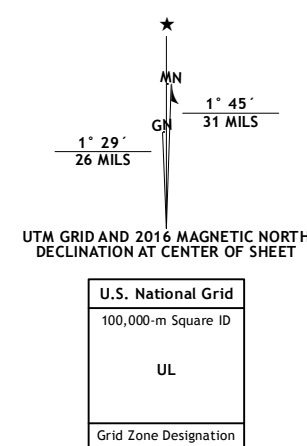 ★
MN
1° 45´
31 MILS
GN
1° 29´
26 MILS
UTM GRID AND 2016 MAGNETIC NORTH
DECLINATION AT CENTER OF SHEET
U.S. National Grid
100,000-m Square ID
UL
Grid Zone Designation